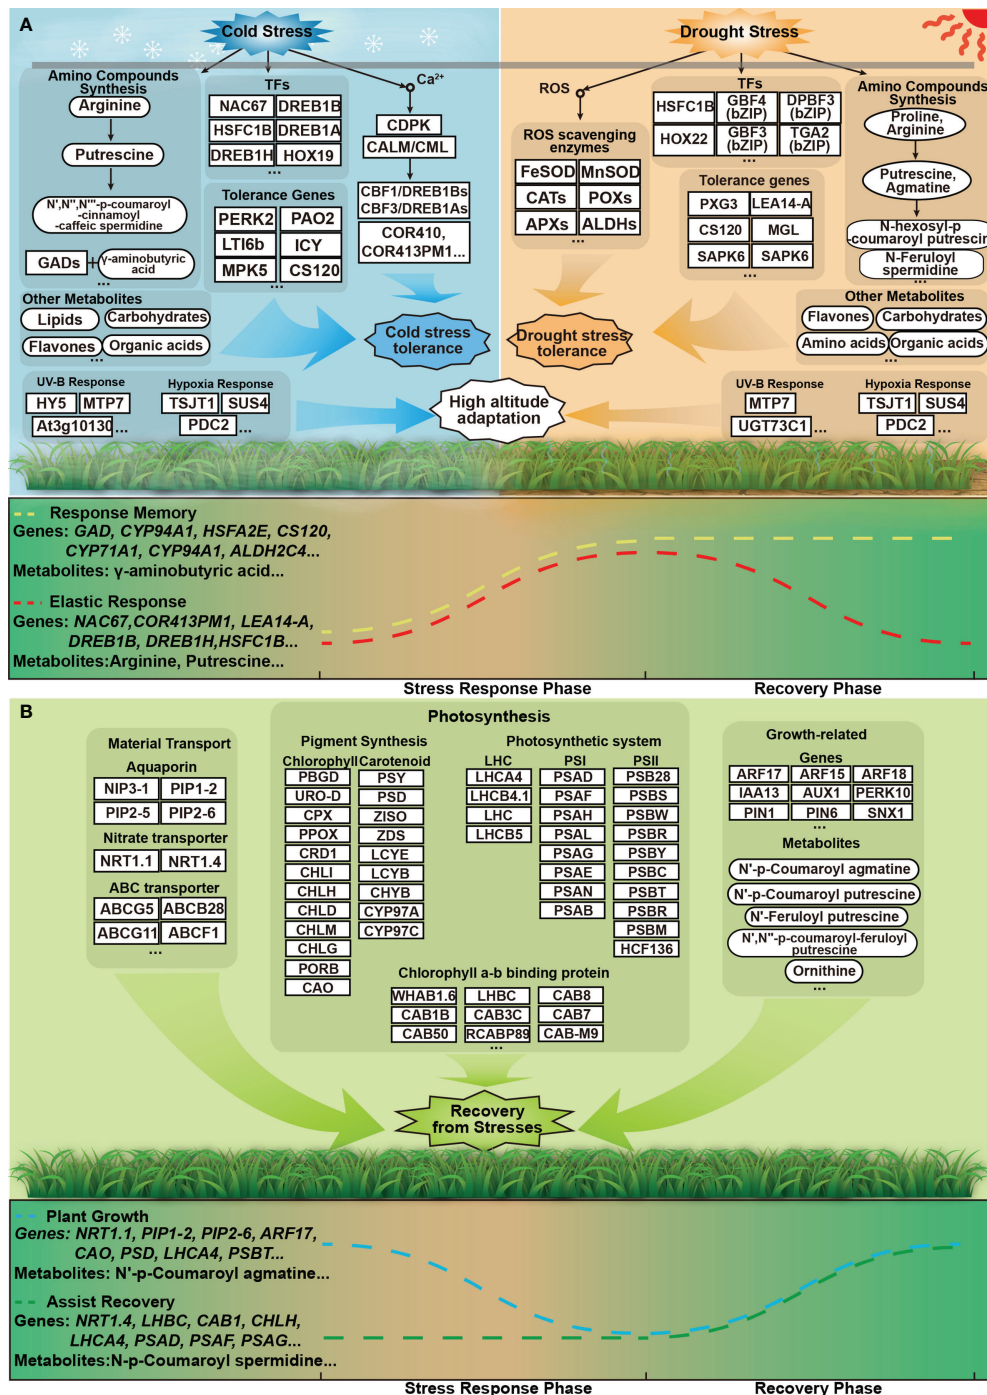 A
Cold Stress
Drought Stress
Amino Compounds
Synthesis
Arginine
Putrescine
N',N'',N'''-p-coumaroyl
-cinnamoyl
-caffeic spermidine
GADs
+
γ-aminobutyric
acid
...
TFs
NAC67
DREB1B
HSFC1B
DREB1A
DREB1H
HOX19
...
Tolerance Genes
PERK2
PAO2
LTI6b
ICY
MPK5
CS120
...
Ca²⁺
CDPK
CALM/CML
CBF1/DREB1Bs
CBF3/DREB1As
COR410,
COR413PM1...
Other Metabolites
Lipids
Carbohydrates
Flavones
Organic acids
...
Cold stress
tolerance
UV-B Response
HY5
MTP7
At3g10130
...
Hypoxia Response
TSJT1
SUS4
PDC2
...
High altitude
adaptation
ROS
ROS scavenging
enzymes
FeSOD
MnSOD
CATs
POXs
APXs
ALDHs
...
TFs
HSFC1B
GBF4
(bZIP)
DPBF3
(bZIP)
HOX22
GBF3
(bZIP)
TGA2
(bZIP)
...
Tolerance genes
PXG3
LEA14-A
CS120
MGL
SAPK6
SAPK6
...
Amino Compounds
Synthesis
Proline,
Arginine
Putrescine,
Agmatine
N-hexosyl-p
-coumaroyl putrescin
N-Feruloyl
spermidine
...
Drought stress
tolerance
Other Metabolites
Flavones
Carbohydrates
Amino acids
Organic acids
...
UV-B Response
MTP7
UGT73C1
...
Hypoxia Response
TSJT1
SUS4
PDC2
...
Response Memory
Genes: GAD, CYP94A1, HSFA2E, CS120,
CYP71A1, CYP94A1, ALDH2C4...
Metabolites: γ-aminobutyric acid...
Elastic Response
Genes: NAC67,COR413PM1, LEA14-A,
DREB1B, DREB1H,HSFC1B...
Metabolites:Arginine, Putrescine...
Stress Response Phase
Recovery Phase
B
Material Transport
Aquaporin
NIP3-1
PIP1-2
PIP2-5
PIP2-6
Nitrate transporter
NRT1.1
NRT1.4
ABC transporter
ABCG5
ABCB28
ABCG11
ABCF1
...
Photosynthesis
Pigment Synthesis
Chlorophyll
PBGD
URO-D
CPX
PPOX
CRD1
CHLI
CHLH
CHLD
CHLM
CHLG
PORB
CAO
Carotenoid
PSY
PSD
ZISO
ZDS
LCYE
LCYB
CHYB
CYP97A
CYP97C
Photosynthetic system
LHC
LHCA4
LHCB4.1
LHC
LHCB5
PSI
PSAD
PSAF
PSAH
PSAL
PSAG
PSAE
PSAN
PSAB
PSII
PSB28
PSBS
PSBW
PSBR
PSBY
PSBC
PSBT
PSBR
PSBM
HCF136
Chlorophyll a-b binding protein
WHAB1.6
LHBC
CAB8
CAB1B
CAB3C
CAB7
CAB50
RCABP89
CAB-M9
...
Growth-related
Genes
ARF17
ARF15
ARF18
IAA13
AUX1
PERK10
PIN1
PIN6
SNX1
...
Metabolites
N'-p-Coumaroyl agmatine
N'-p-Coumaroyl putrescine
N'-Feruloyl putrescine
N',N''-p-coumaroyl-feruloyl
putrescine
Ornithine
...
Recovery
from Stresses
Plant Growth
Genes: NRT1.1, PIP1-2, PIP2-6, ARF17,
CAO, PSD, LHCA4, PSBT...
Metabolites: N'-p-Coumaroyl agmatine...
Assist Recovery
Genes: NRT1.4, LHBC, CAB1, CHLH,
LHCA4, PSAD, PSAF, PSAG...
Metabolites:N-p-Coumaroyl spermidine...
Stress Response Phase
Recovery Phase